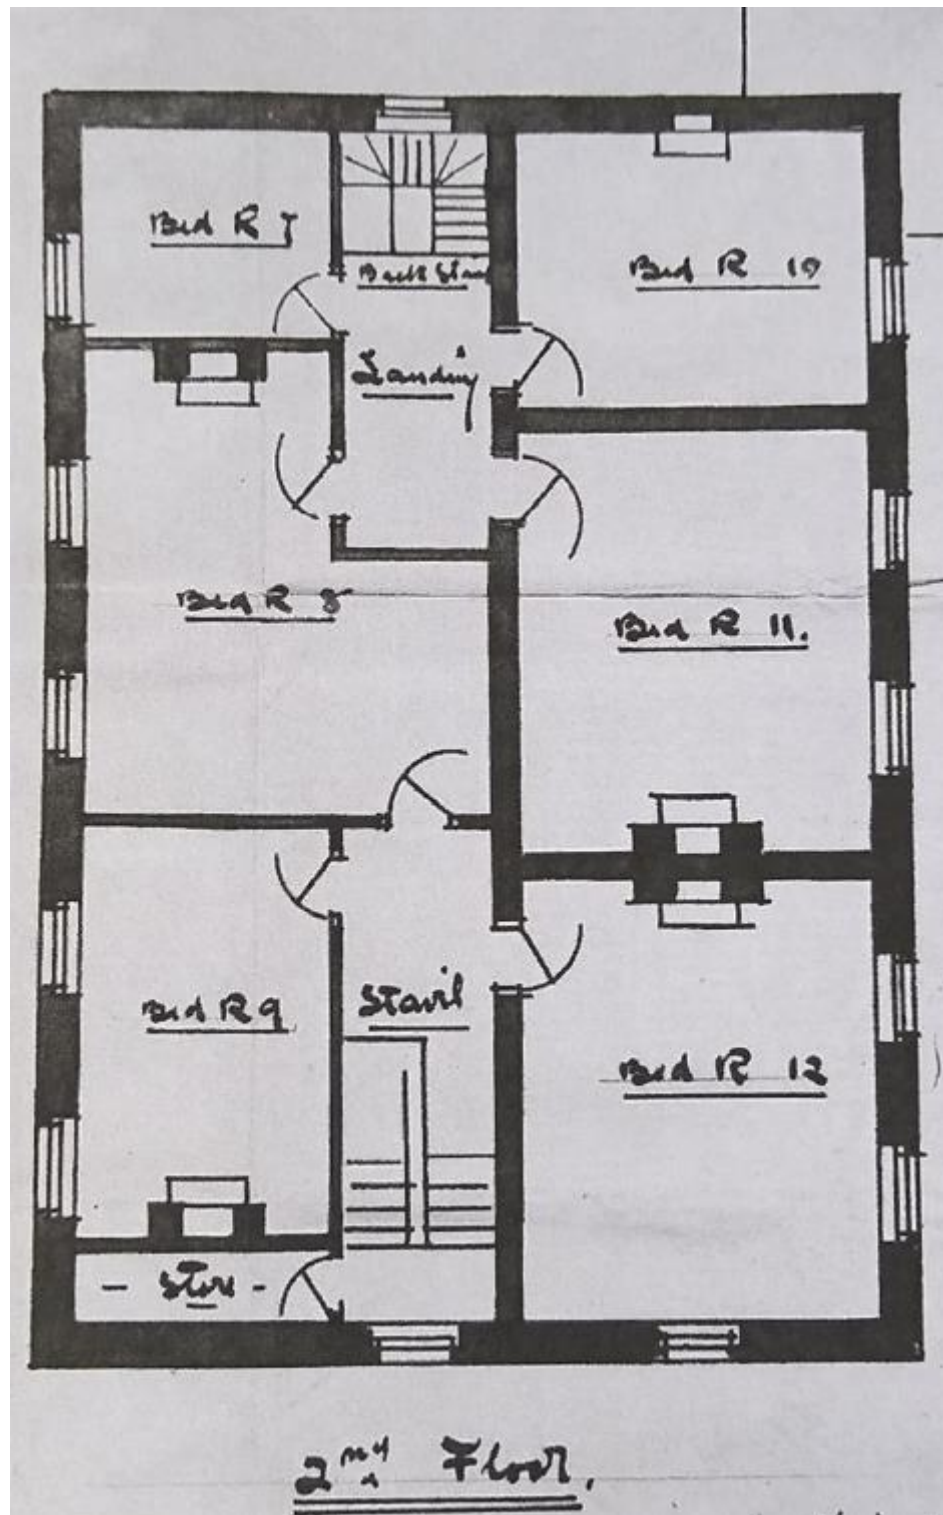 Bed R 7
Bed R 10
Back Stair
Landing
Bed R 8
Bed R 11.
Bed R 9
Stair
Bed R 12
- Store -
2nd Floor.